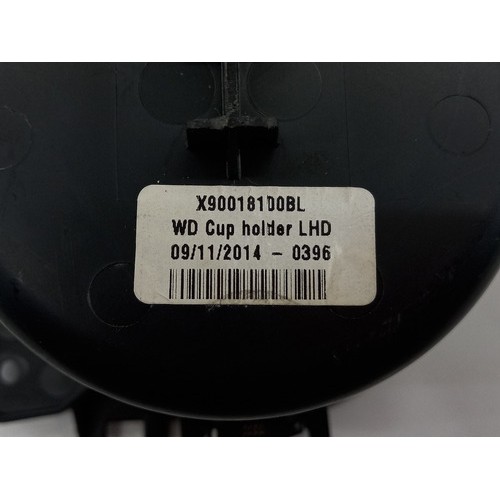 X90018100BL
WD Cup holder LHD
09/11/2014 - 0396